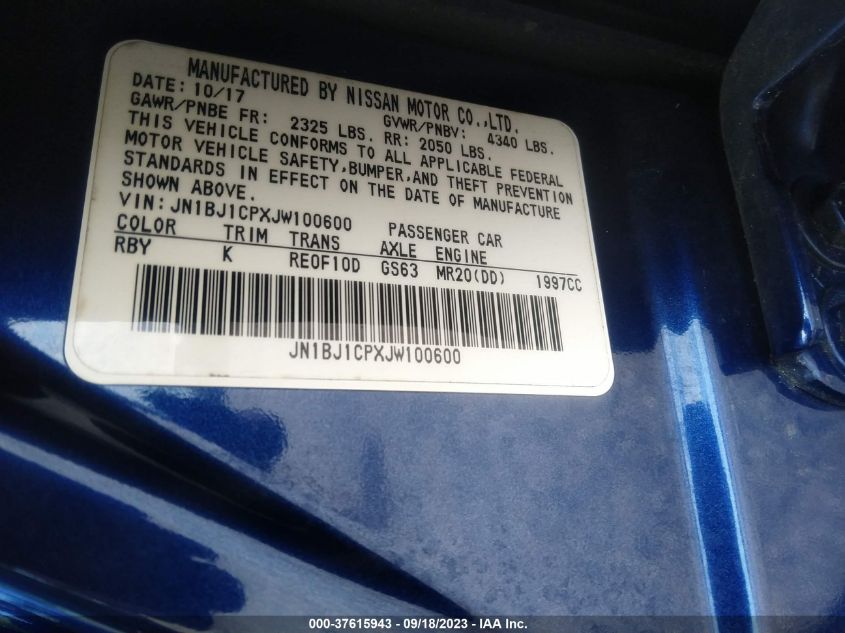 MANUFACTURED BY NISSAN MOTOR CO.,LTD.
DATE: 10/17 GVWR/PNBV: 4340 LBS.
GAWR/PNBE FR: 2325 LBS. RR: 2050 LBS.
THIS VEHICLE CONFORMS TO ALL APPLICABLE FEDERAL
MOTOR VEHICLE SAFETY,BUMPER,AND THEFT PREVENTION
STANDARDS IN EFFECT ON THE DATE OF MANUFACTURE
SHOWN ABOVE.
VIN: JN1BJ1CPXJW100600 PASSENGER CAR
COLOR TRIM TRANS AXLE ENGINE
RBY K RE0F10D GS63 MR20(DD) 1997CC
JN1BJ1CPXJW100600
000-37615943 - 09/18/2023 - IAA Inc.